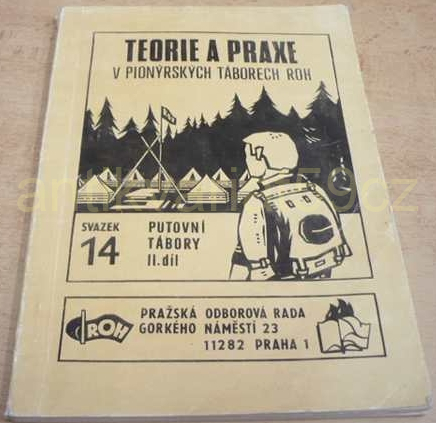 TEORIE A PRAXE
V PIONÝRSKÝCH TÁBORECH ROH
SVAZEK
14
PUTOVNÍ
TÁBORY
II. díl
ROH
PRAŽSKÁ ODBOROVÁ RADA
GORKÉHO NÁMĚSTÍ 23
11282 PRAHA 1